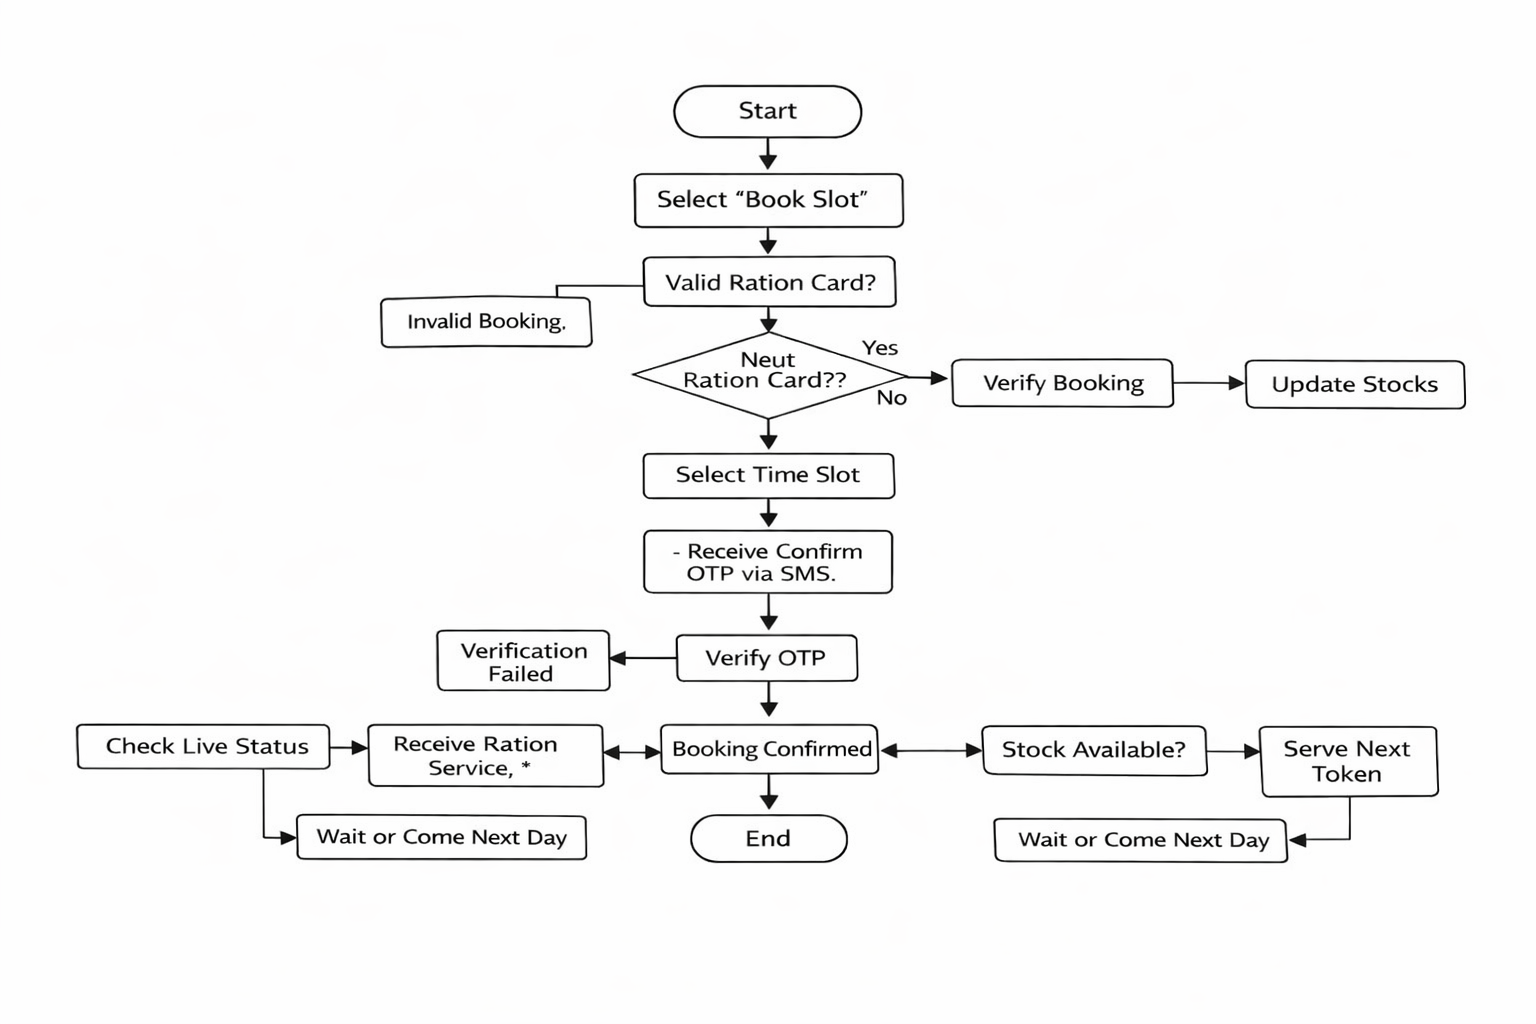 Start
Select “Book Slot”
Valid Ration Card?
Invalid Booking.
Neut
Ration Card??
Yes
No
Verify Booking
Update Stocks
Select Time Slot
- Receive Confirm
OTP via SMS.
Verification
Failed
Verify OTP
Check Live Status
Receive Ration
Service, *
Booking Confirmed
Stock Available?
Serve Next
Token
Wait or Come Next Day
End
Wait or Come Next Day